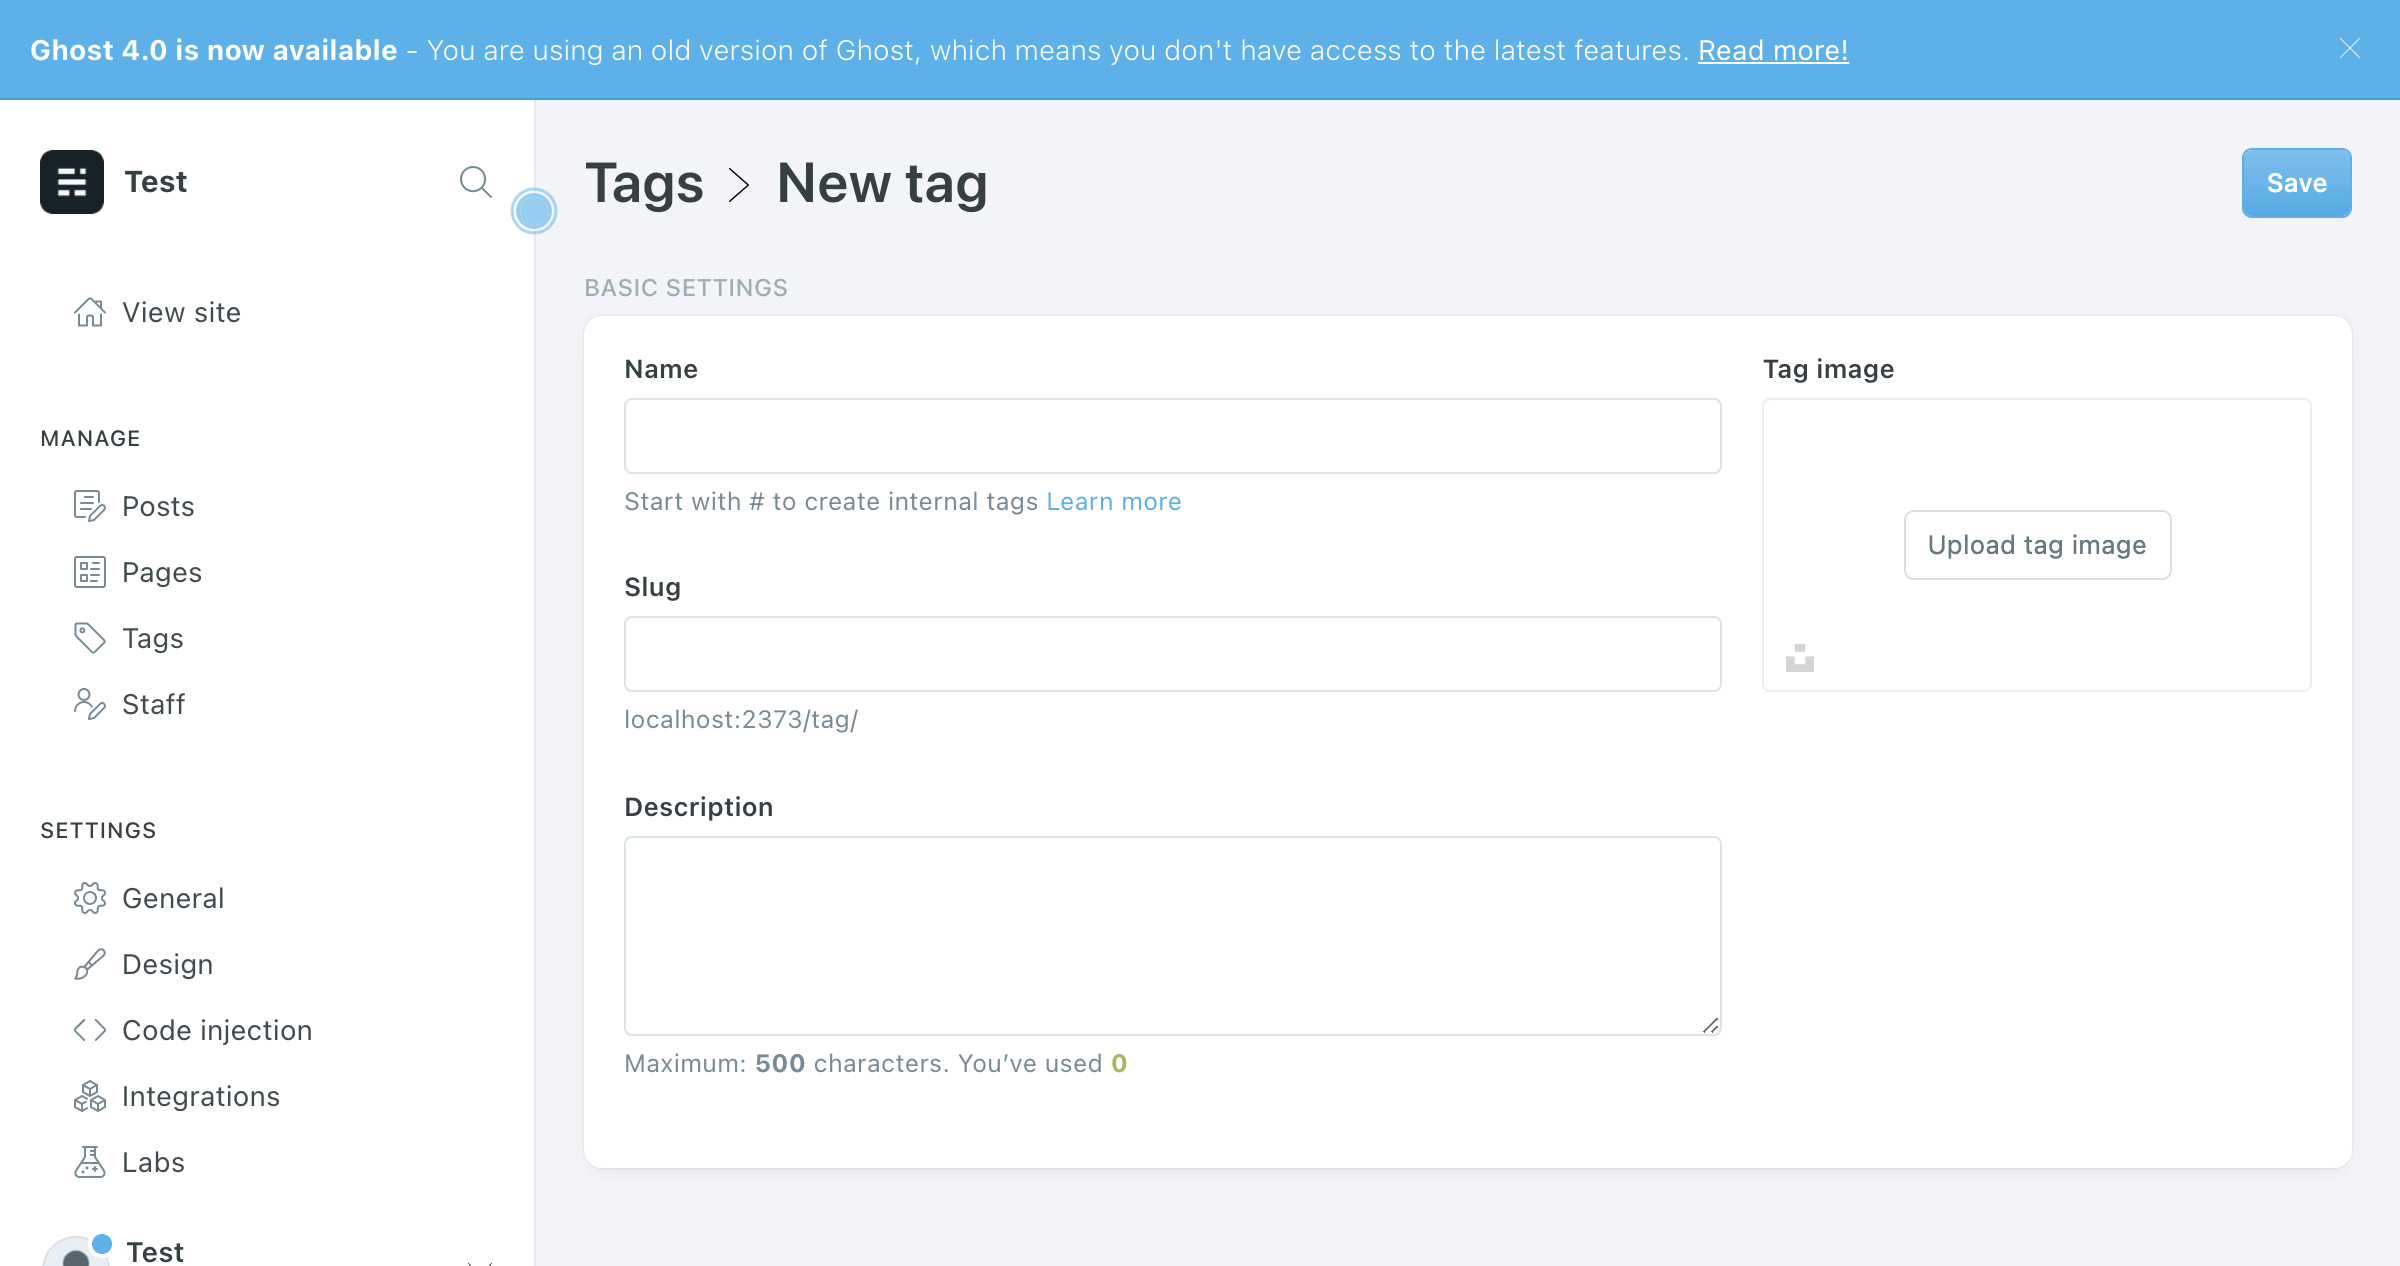 Ghost 4.0 is now available - You are using an old version of Ghost, which means you don't have access to the latest features. Read more!
Test
View site
MANAGE
Posts
Pages
Tags
Staff
SETTINGS
General
Design
Code injection
Integrations
Labs
Test
Tags > New tag
Save
BASIC SETTINGS
Name
Start with # to create internal tags Learn more
Slug
localhost:2373/tag/
Description
Maximum: 500 characters. You’ve used 0
Tag image
Upload tag image